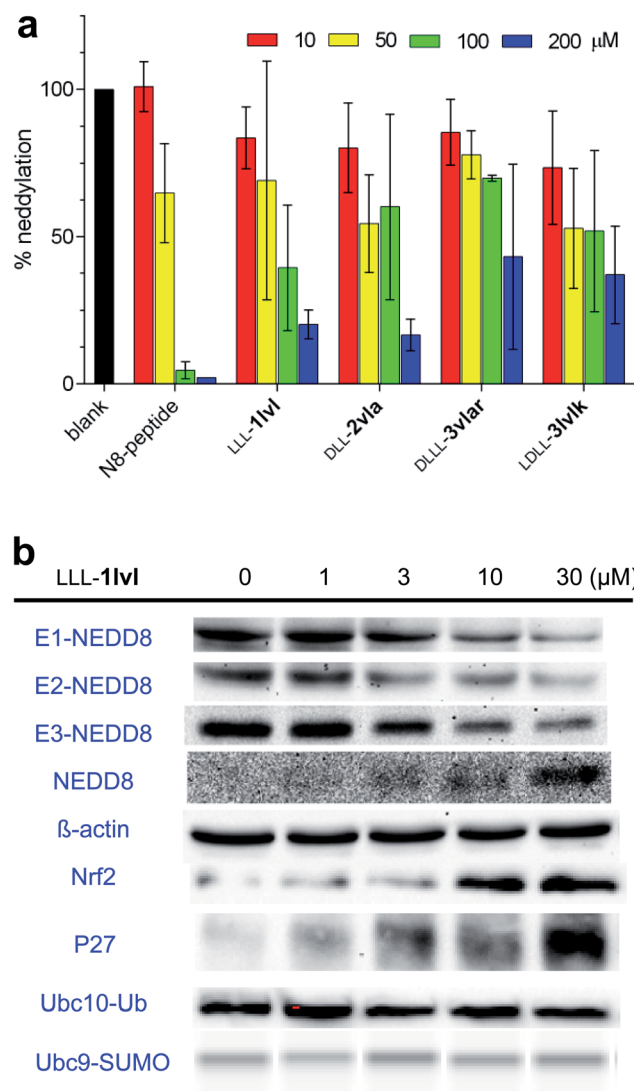 a
10 50 100 200 μM
% neddylation
100
50
0
blank
N8-peptide
LLL-1lvl
DLL-2vla
DLLL-3vlar
LDLL-3lvlk
b
LLL-1lvl 0 1 3 10 30 (μM)
E1-NEDD8
E2-NEDD8
E3-NEDD8
NEDD8
ß-actin
Nrf2
P27
Ubc10-Ub
Ubc9-SUMO